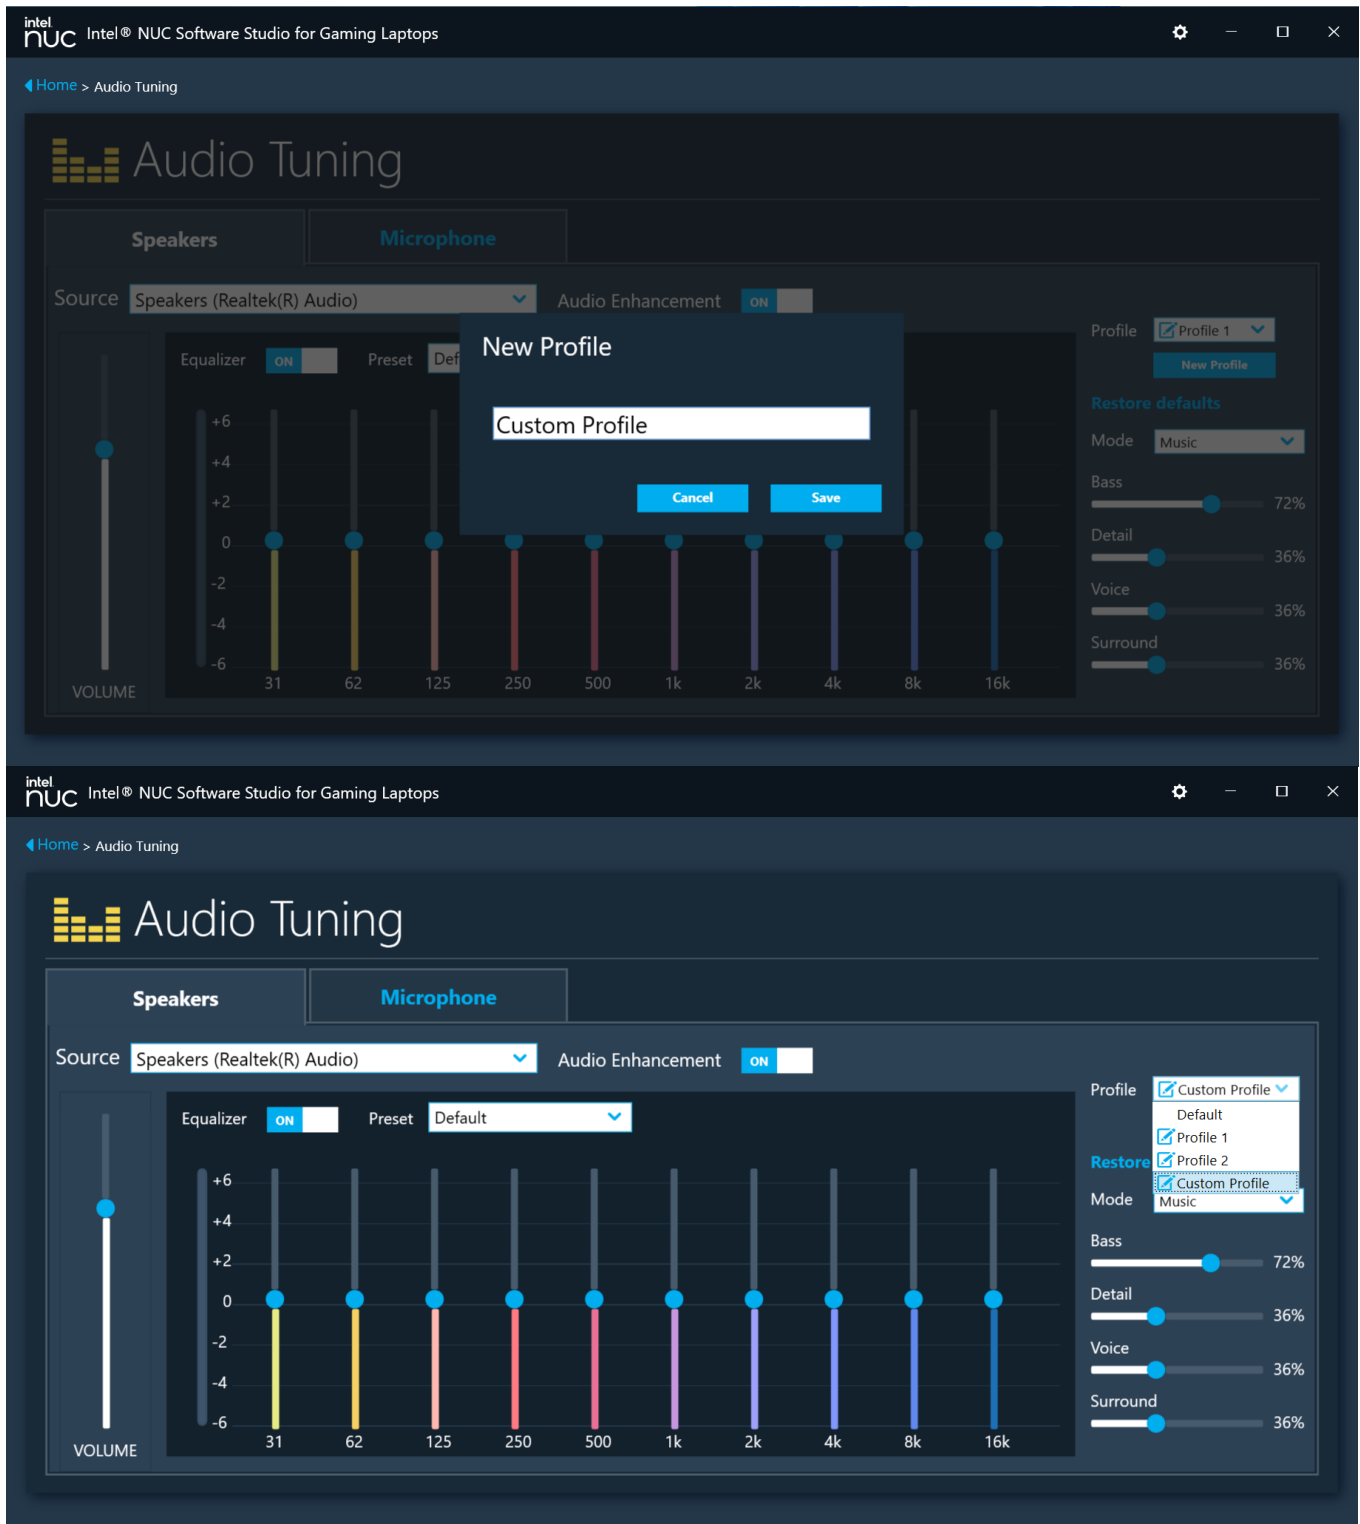 intel
nuc Intel® NUC Software Studio for Gaming Laptops
Home > Audio Tuning
Audio Tuning
Speakers
Microphone
Source Speakers (Realtek(R) Audio)
Audio Enhancement ON
Equalizer ON Preset Def
Profile Profile 1
New Profile
Restore defaults
Mode Music
Bass
72%
Detail
36%
Voice
36%
Surround
36%
New Profile
Custom Profile
Cancel Save
+6
+4
+2
0
-2
-4
-6
31 62 125 250 500 1k 2k 4k 8k 16k
VOLUME
intel
nuc Intel® NUC Software Studio for Gaming Laptops
Home > Audio Tuning
Audio Tuning
Speakers
Microphone
Source Speakers (Realtek(R) Audio)
Audio Enhancement ON
Equalizer ON Preset Default
Profile Custom Profile
Default
Profile 1
Profile 2
Custom Profile
Restore
Mode Music
Bass
72%
Detail
36%
Voice
36%
Surround
36%
+6
+4
+2
0
-2
-4
-6
31 62 125 250 500 1k 2k 4k 8k 16k
VOLUME